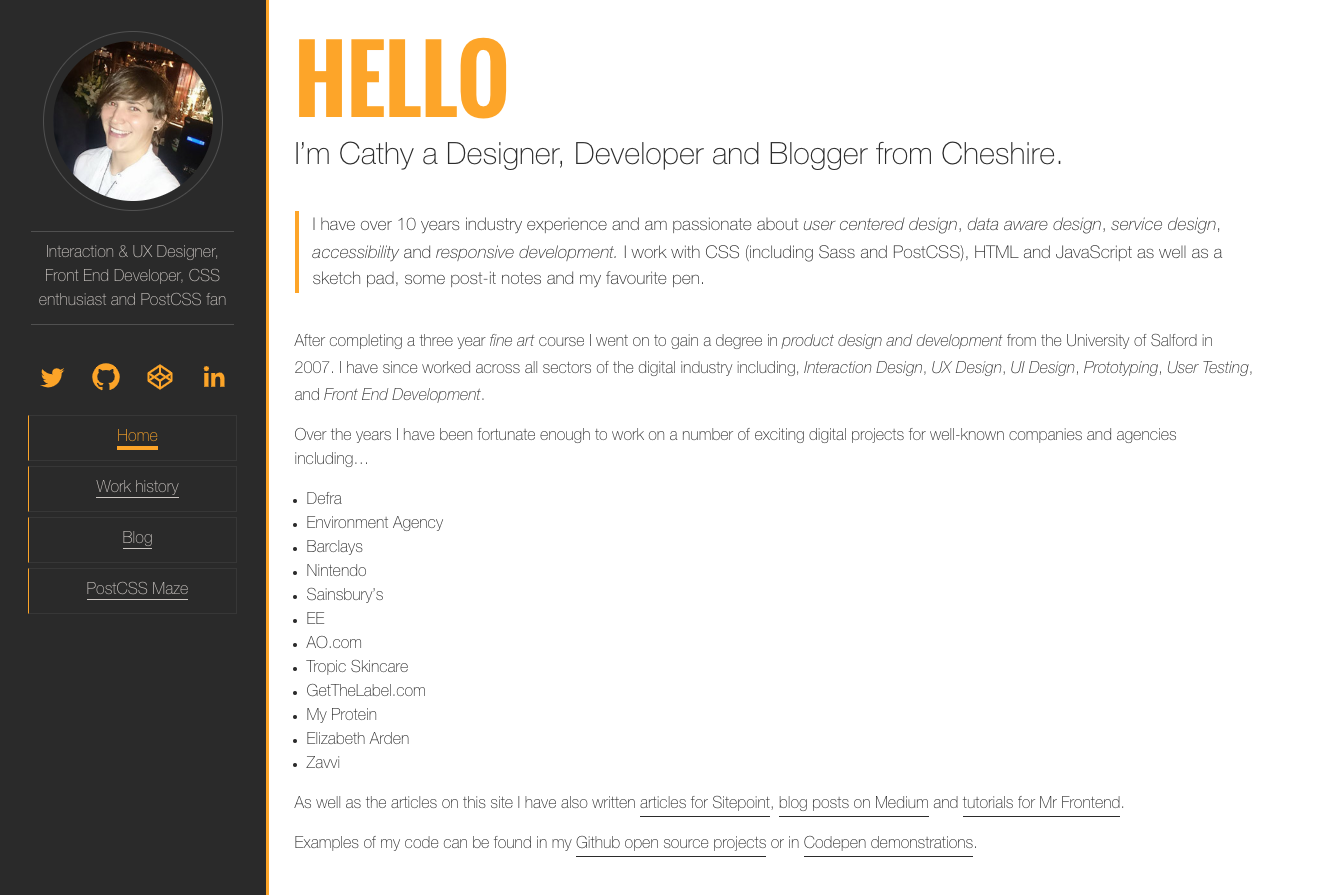 Interaction & UX Designer,
Front End Developer, CSS
enthusiast and PostCSS fan
Home
Work history
Blog
PostCSS Maze
HELLO
I’m Cathy a Designer, Developer and Blogger from Cheshire.
I have over 10 years industry experience and am passionate about user centered design, data aware design, service design,
accessibility and responsive development. I work with CSS (including Sass and PostCSS), HTML and JavaScript as well as a
sketch pad, some post-it notes and my favourite pen.
After completing a three year fine art course I went on to gain a degree in product design and development from the University of Salford in
2007. I have since worked across all sectors of the digital industry including, Interaction Design, UX Design, UI Design, Prototyping, User Testing,
and Front End Development.
Over the years I have been fortunate enough to work on a number of exciting digital projects for well-known companies and agencies
including…
• Defra
• Environment Agency
• Barclays
• Nintendo
• Sainsbury’s
• EE
• AO.com
• Tropic Skincare
• GetTheLabel.com
• My Protein
• Elizabeth Arden
• Zavvi
As well as the articles on this site I have also written articles for Sitepoint, blog posts on Medium and tutorials for Mr Frontend.
Examples of my code can be found in my Github open source projects or in Codepen demonstrations.